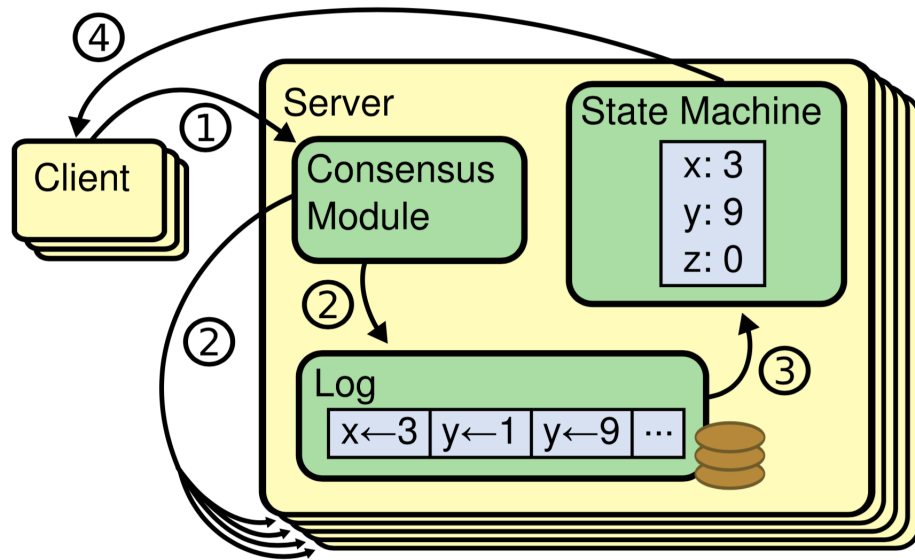 ④
Server
State Machine
①
x: 3
y: 9
z: 0
Client
Consensus
Module
②
②
③
Log
x←3 y←1 y←9 ...